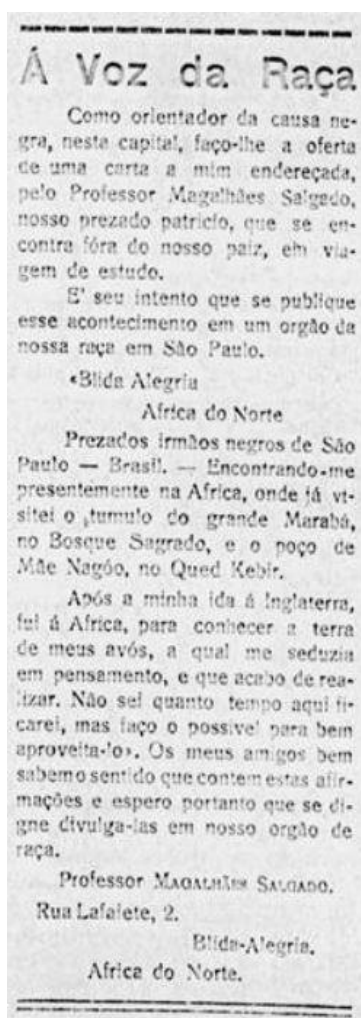 Á Voz da Raça
Como orientador da causa ne-
gra, nesta capital, faço-lhe a oferta
de uma carta a mim endereçada,
pelo Professor Magalhães Salgado,
nosso prezado patricio, que se en-
contra fóra do nosso paiz, em via-
gem de estudo.
E' seu intento que se publique
esse acontecimento em um orgão da
nossa raça em São Paulo.
«Blida Alegria
Africa do Norte
Prezados irmãos negros de São
Paulo — Brasil. — Encontrando-me
presentemente na Africa, onde já vi-
sitei o tumulo do grande Marabá,
no Bosque Sagrado, e o poço de
Mãe Nagôo, no Qued Kebir.
Após a minha ida á Inglaterra,
fui á Africa, para conhecer a terra
de meus avós, a qual me seduzia
em pensamento, e que acabo de rea-
lizar. Não sei quanto tempo aqui fi-
carei, mas faço o possivel para bem
aproveita-lo». Os meus amigos bem
sabem o sentido que contem estas afir-
mações e espero portanto que se di-
gne divulga-las em nosso orgão de
raça.
Professor MAGALHÃES SALGADO.
Rua Lafaiete, 2.
Blida-Alegria.
Africa do Norte.